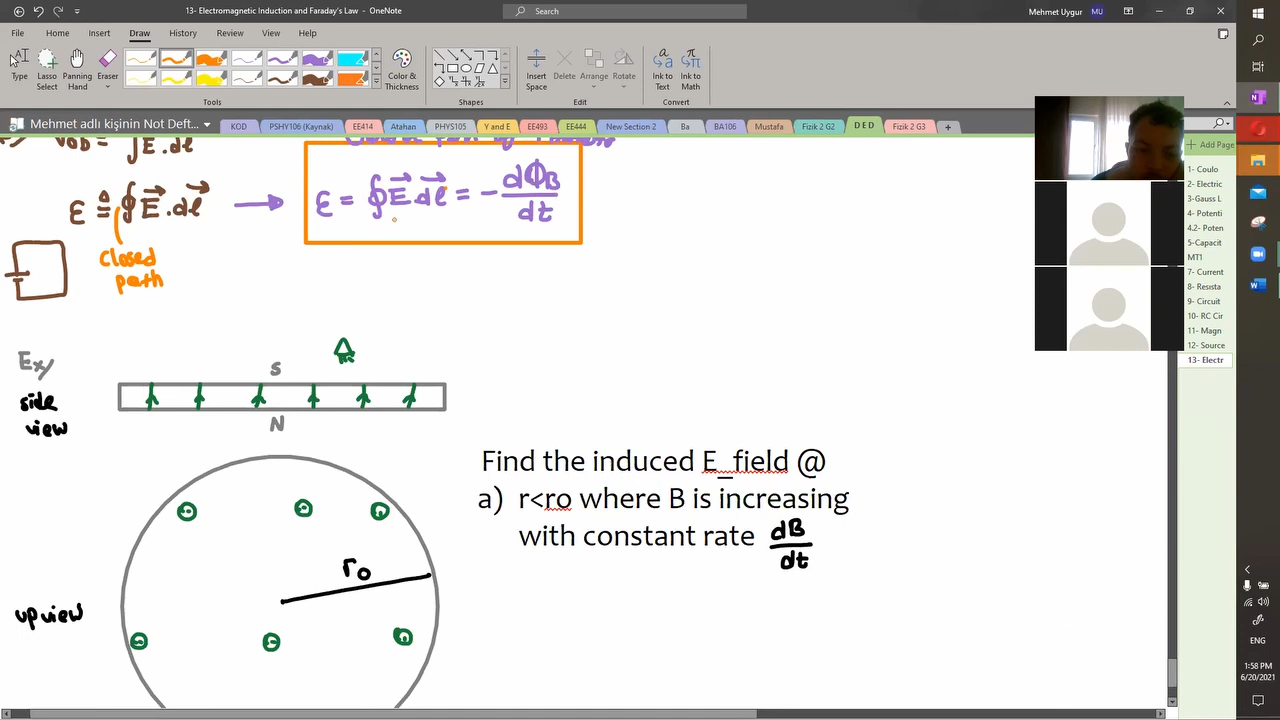 13- Electromagnetic Induction and Faraday's Law - OneNote
Search
Mehmet Uygur MU
File Home Insert Draw History Review View Help
Type
Lasso Select
Panning Hand
Eraser
Color & Thickness
Insert Space
Delete
Arrange
Rotate
Ink to Text
Ink to Math
Tools
Shapes
Edit
Convert
Mehmet adlı kişinin Not Deft...
KOD PSHY106 (Kaynak) EE414 Atahan PHYS105 Y and E EE493 EE444 New Section 2 Ba BA106 Mustafa Fizik 2 G2 D E D Fizik 2 G3 +
Add Page
1- Coulo
2- Electric
3-Gauss L
4- Potenti
4.2- Poten
5-Capacit
MT1
7- Current
8- Resista
9- Circuit
10- RC Cir
11- Magn
12- Source
13- Electr
= ∫E.dl
ε ≜ ∮E⃗.dl⃗
closed path
ε = ∮E⃗.dl⃗ = - dΦB/dt
Ex/
side view
S
N
Find the induced E_field @
a) r<ro where B is increasing
with constant rate dB/dt
ro
up view
ENG
1:58 PM
6/20/2021